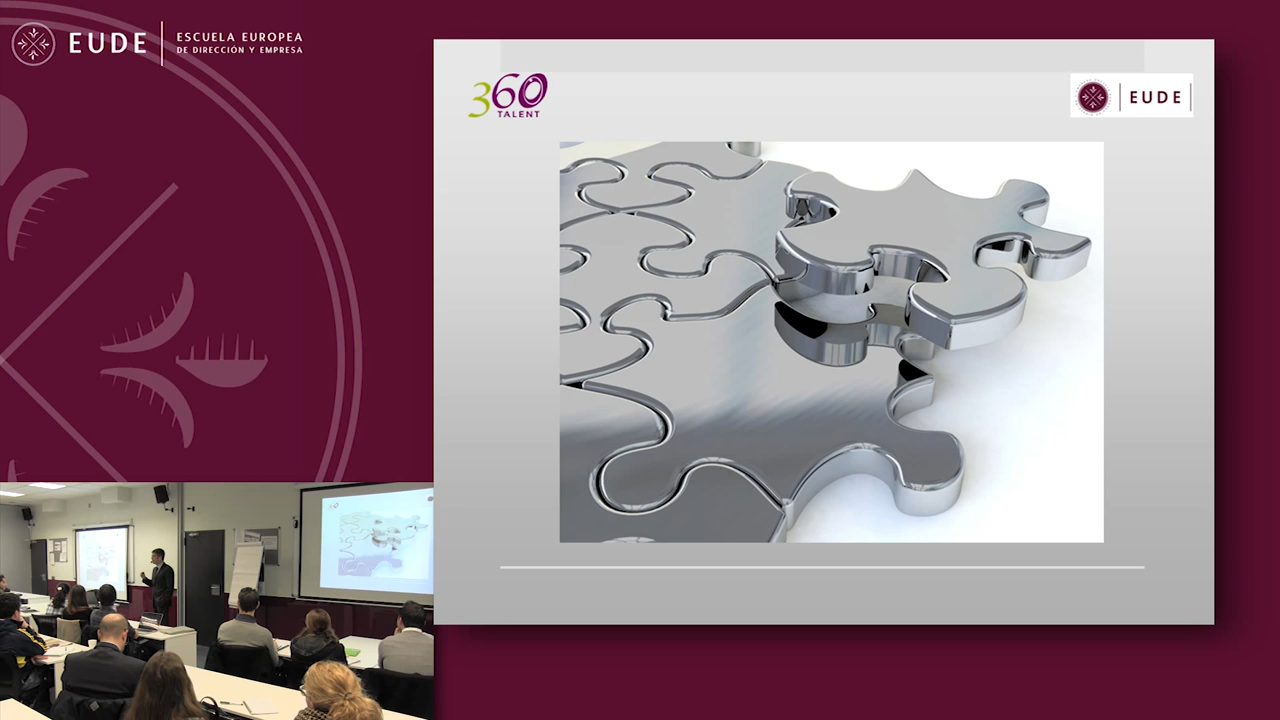 EUDE
ESCUELA EUROPEA
DE DIRECCIÓN Y EMPRESA
360
TALENT
EUDE